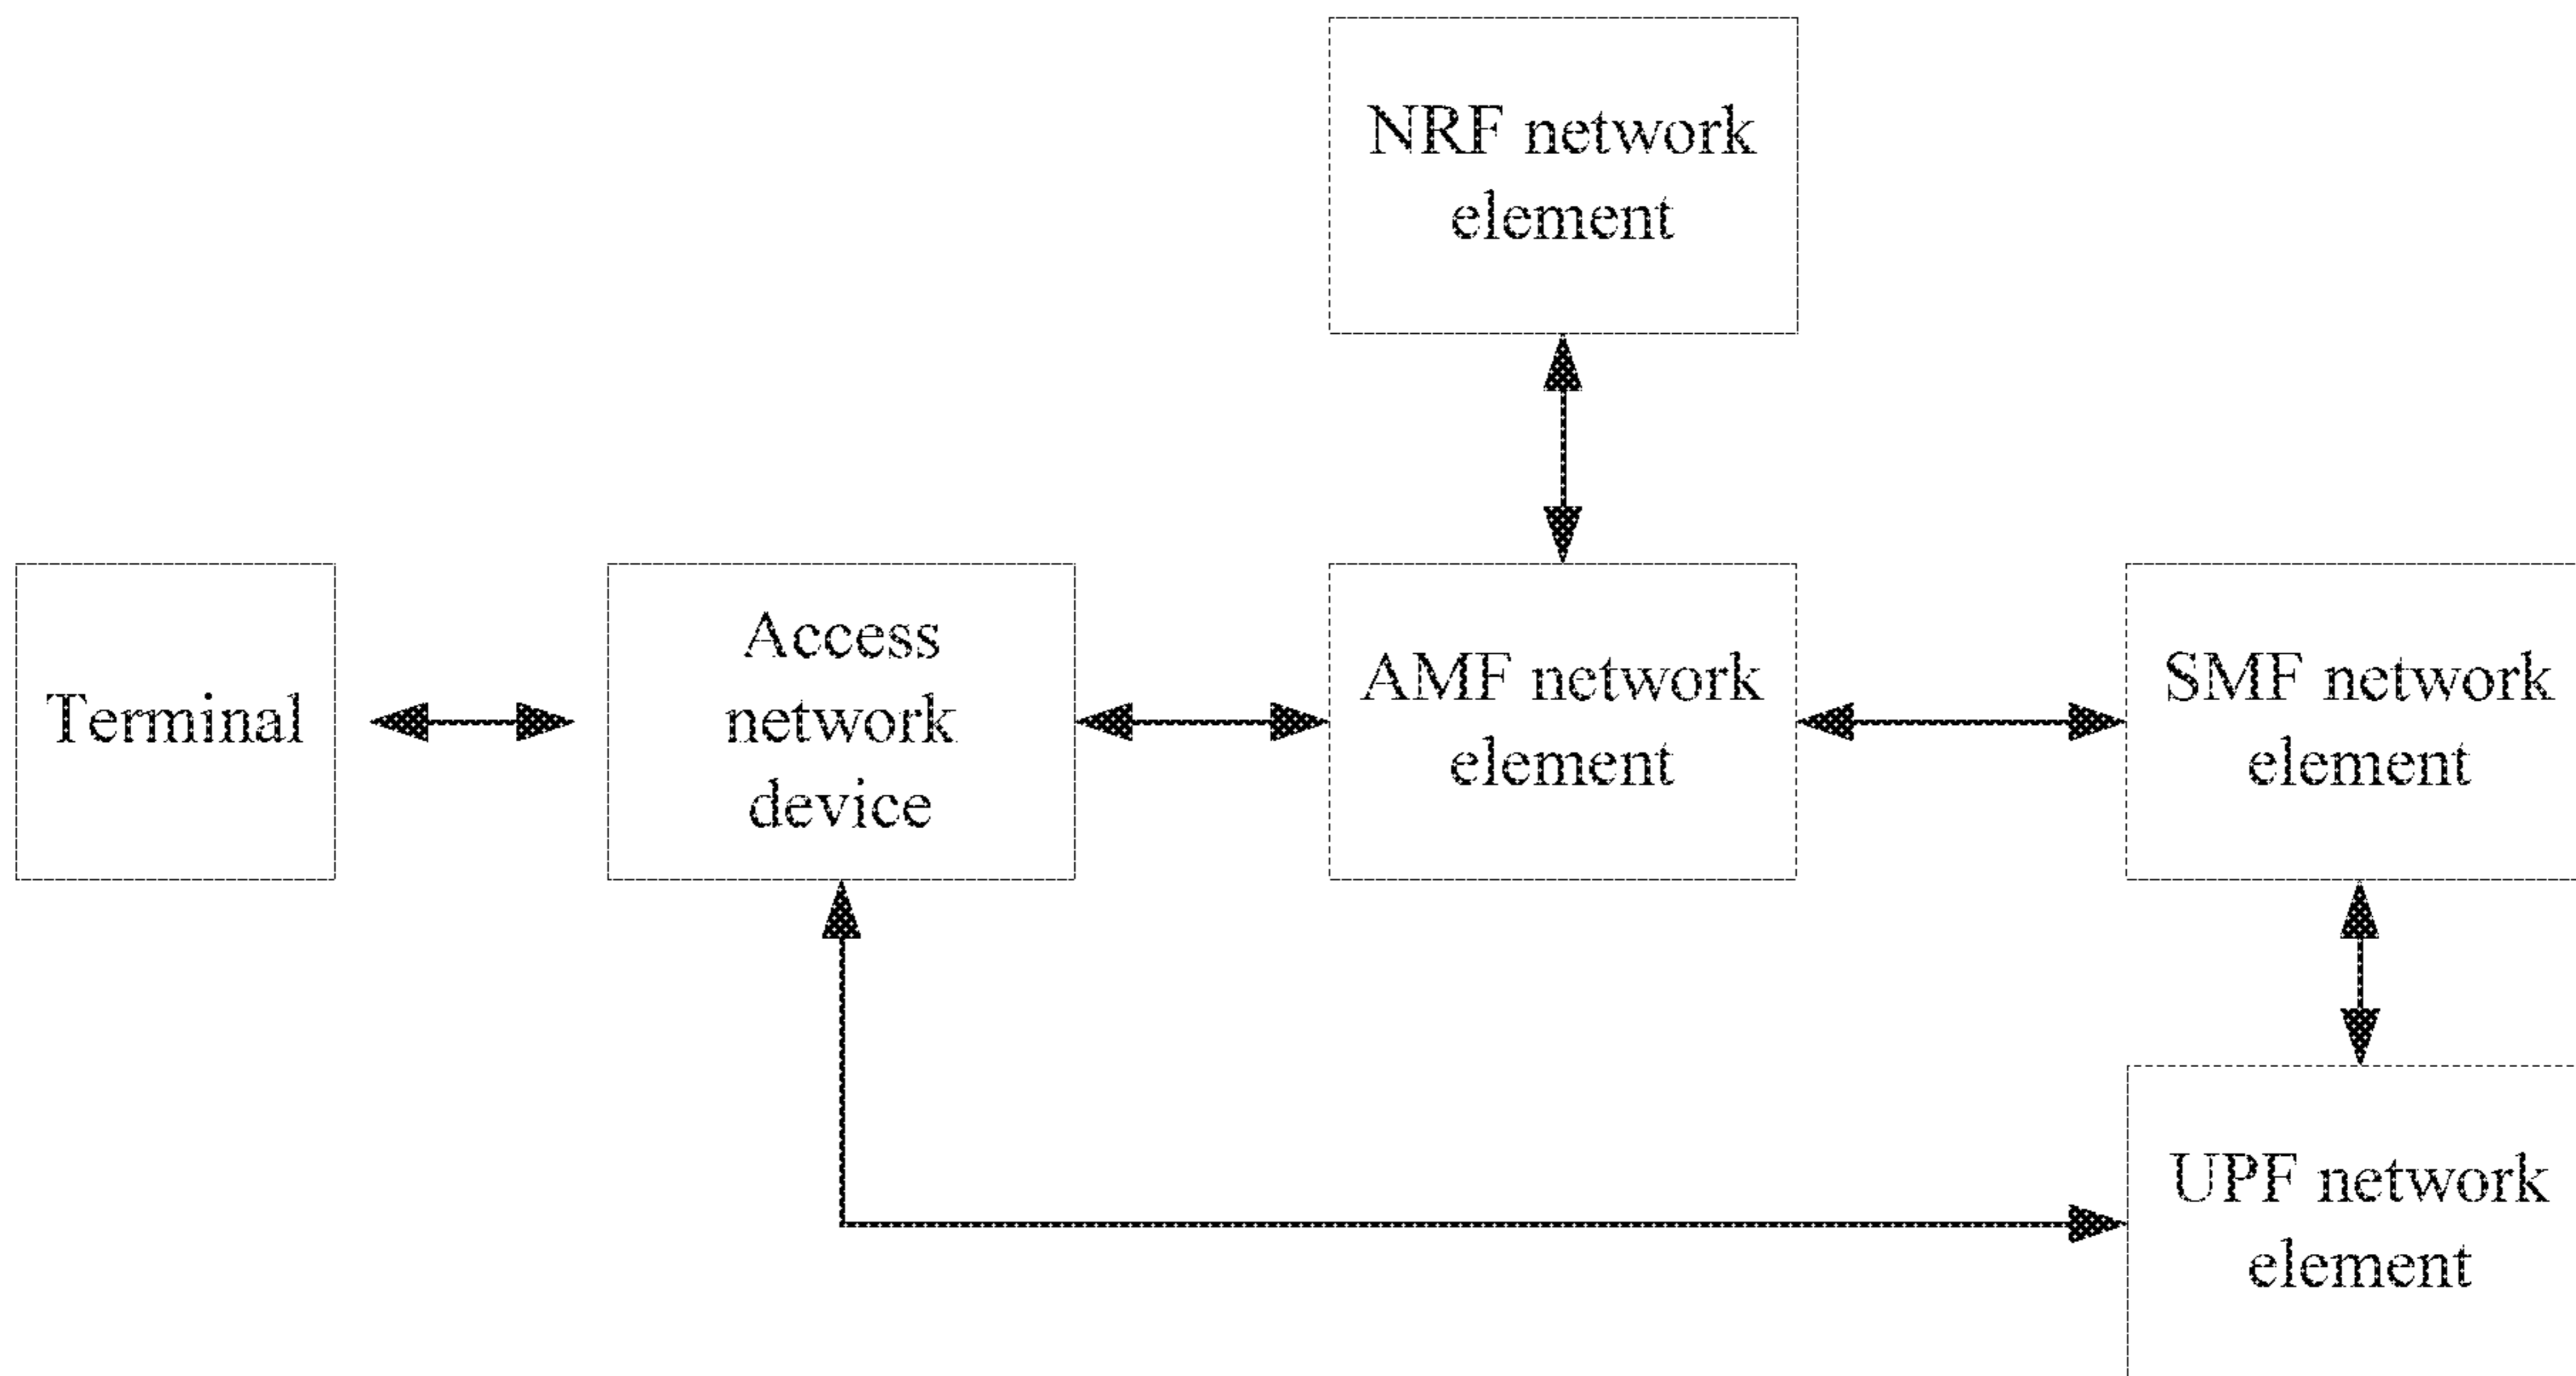 NRF network
element
Terminal
Access
network
device
AMF network
element
SMF network
element
UPF network
element